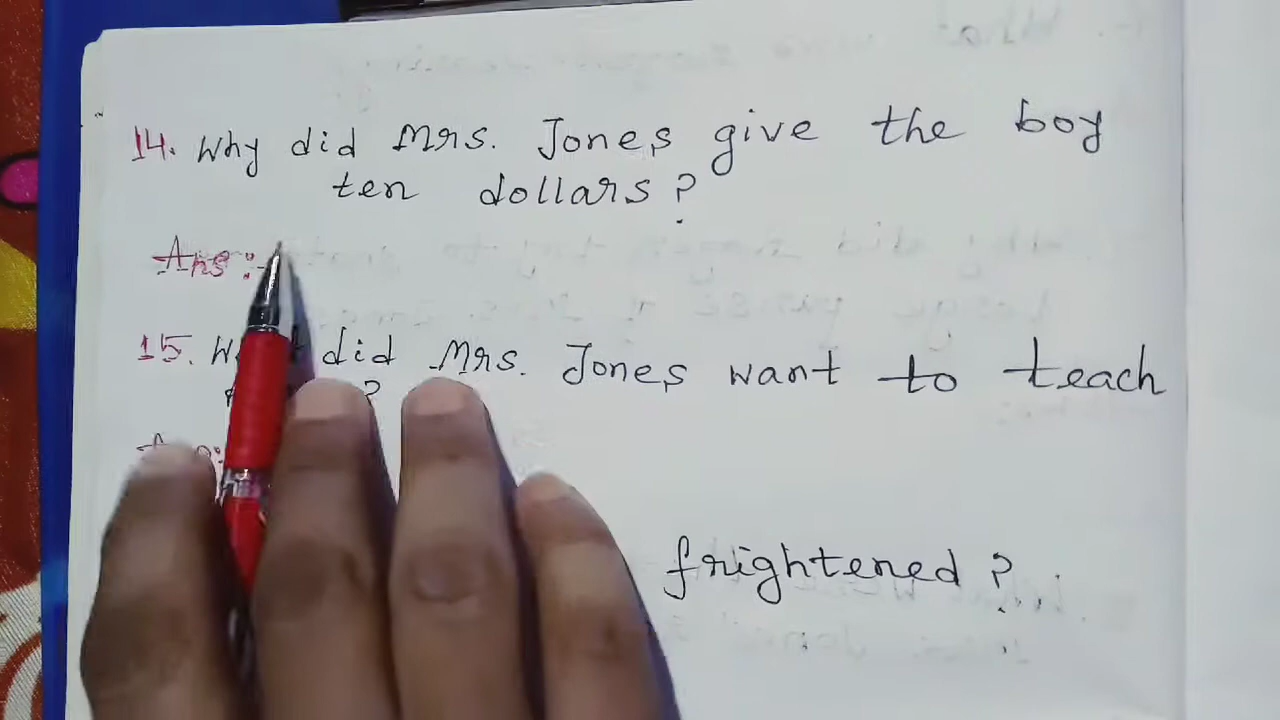 14. Why did Mrs. Jones give the boy
ten dollars?
Ans:-
15. did Mrs. Jones want to teach
?
frightened?